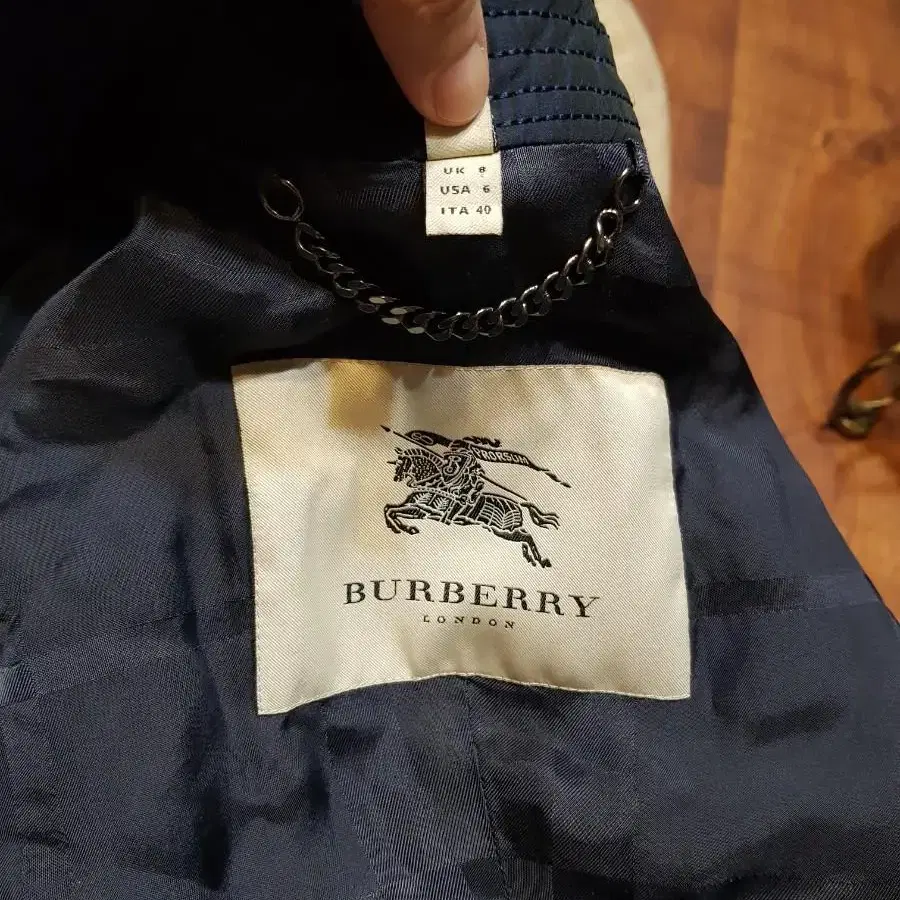 UK 8
USA 6
ITA 40
PRORSUM
BURBERRY
LONDON